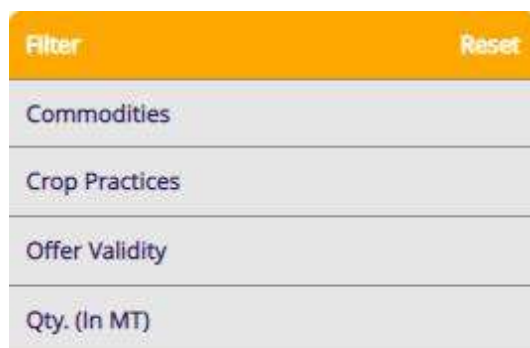 Filter Reset
Commodities
Crop Practices
Offer Validity
Qty. (In MT)